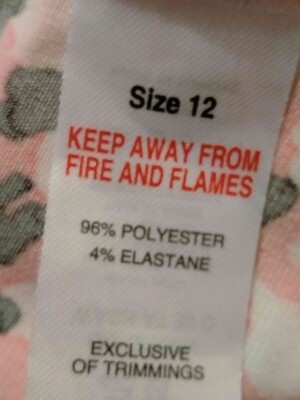 Size 12
KEEP AWAY FROM
FIRE AND FLAMES
96% POLYESTER
4% ELASTANE
EXCLUSIVE
OF TRIMMINGS